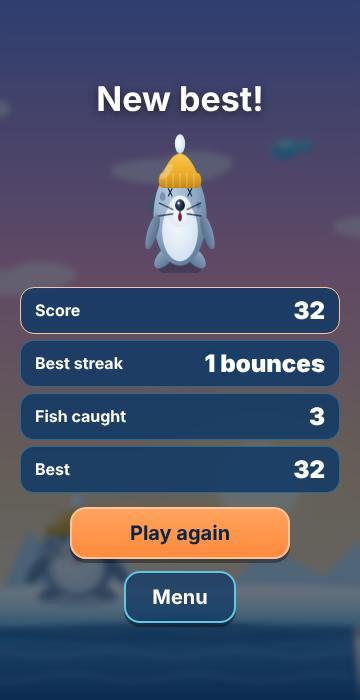 New best!
Score 32
Best streak 1 bounces
Fish caught 3
Best 32
Play again
Menu